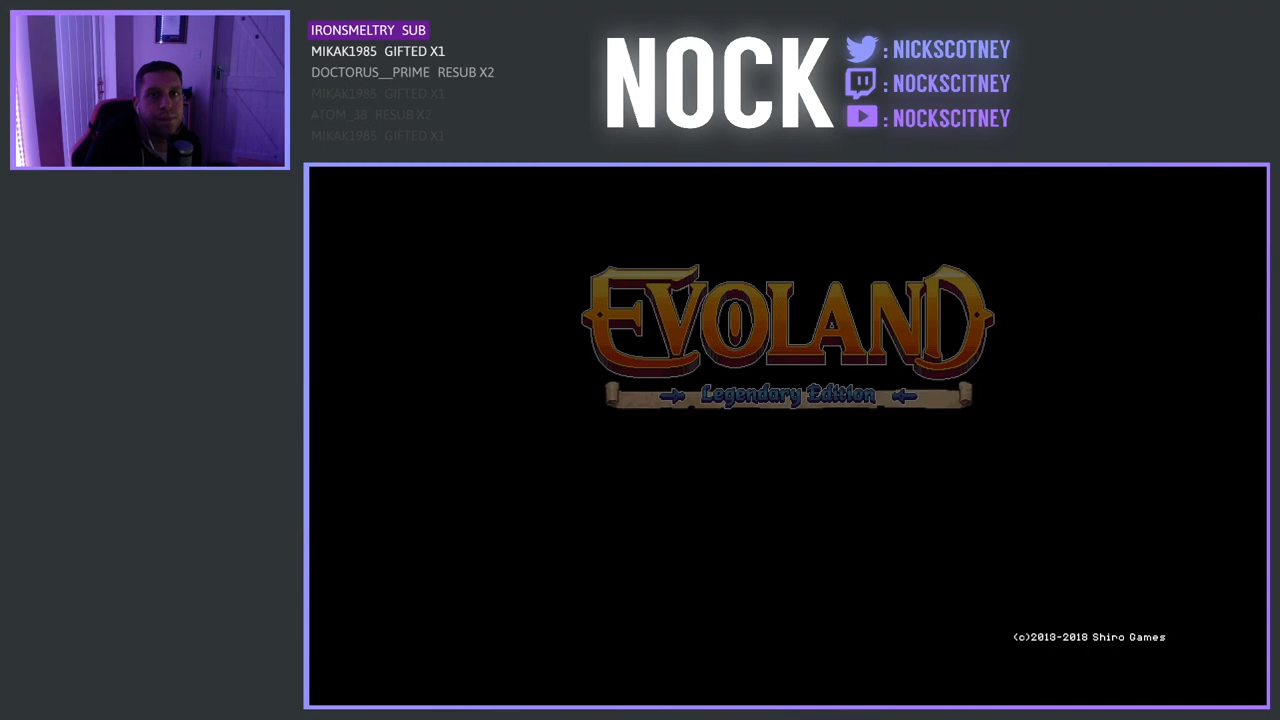 IRONSMELTRY SUB
MIKAK1985 GIFTED X1
DOCTORUS__PRIME RESUB X2
MIKAK1985 GIFTED X1
ATOM_38 RESUB X2
MIKAK1985 GIFTED X1
NOCK
: NICKSCOTNEY
: NOCKSCITNEY
: NOCKSCITNEY
EVOLAND
Legendary Edition
(c)2013-2018 Shiro Games